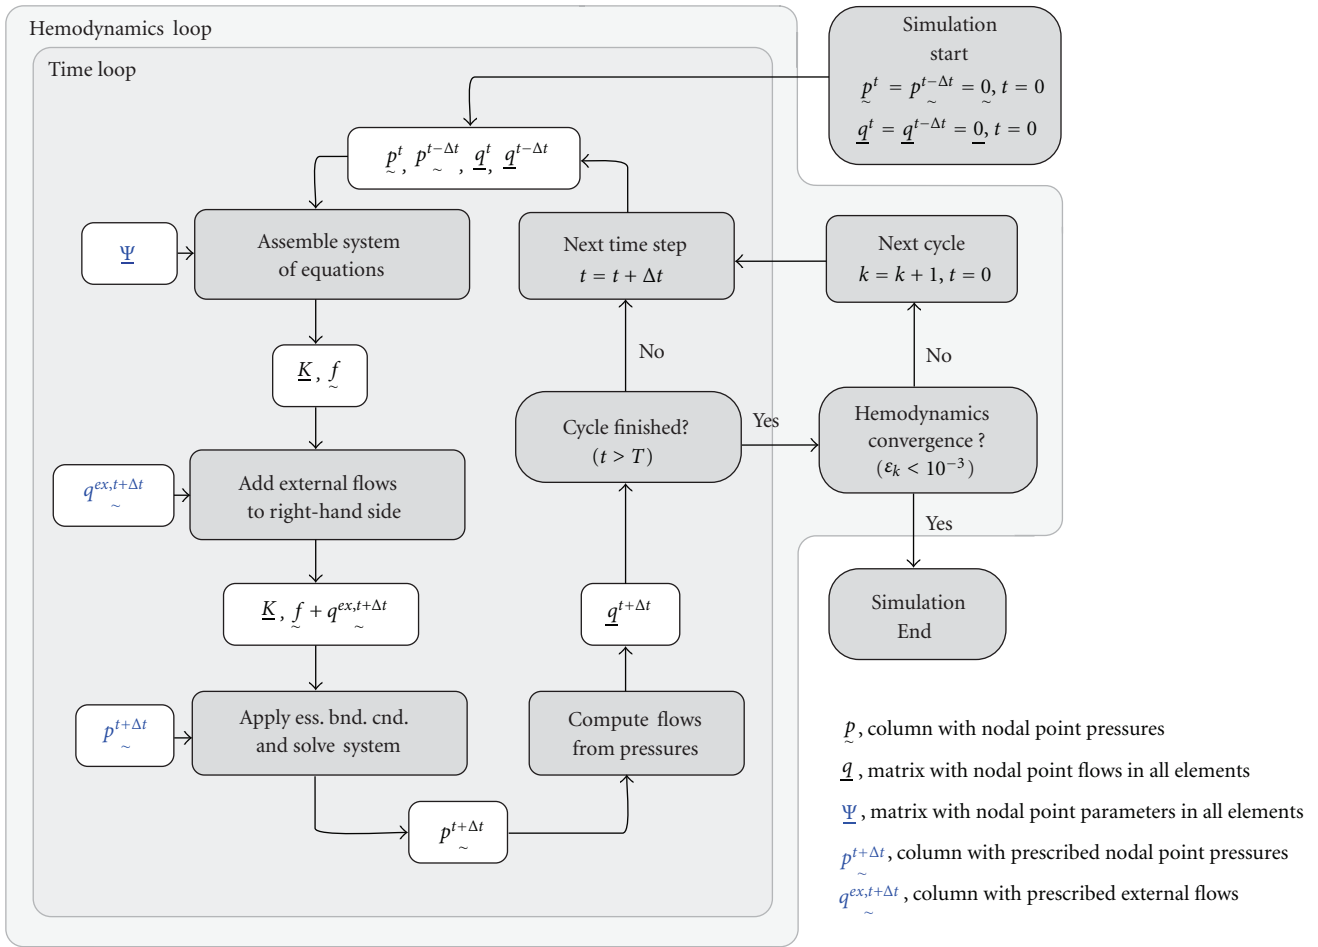 Hemodynamics loop
Time loop
Simulation
start
p̰^t = p̰^{t−Δt} = 0̰, t = 0
q̲^t = q̲^{t−Δt} = 0̲, t = 0
p̰^t, p̰^{t−Δt}, q̲^t, q̲^{t−Δt}
Ψ̲
Assemble system
of equations
Next time step
t = t + Δt
Next cycle
k = k + 1, t = 0
No
No
K̲, f̰
Cycle finished?
(t > T)
Yes
Hemodynamics
convergence ?
(ε_k < 10^{−3})
q̰^{ex,t+Δt}
Add external flows
to right-hand side
Yes
K̲, f̰ + q̰^{ex,t+Δt}
q̲^{t+Δt}
Simulation
End
p̰^{t+Δt}
Apply ess. bnd. cnd.
and solve system
Compute flows
from pressures
p̰^{t+Δt}
p̰, column with nodal point pressures
q̲, matrix with nodal point flows in all elements
Ψ̲, matrix with nodal point parameters in all elements
p̰^{t+Δt}, column with prescribed nodal point pressures
q̰^{ex,t+Δt}, column with prescribed external flows